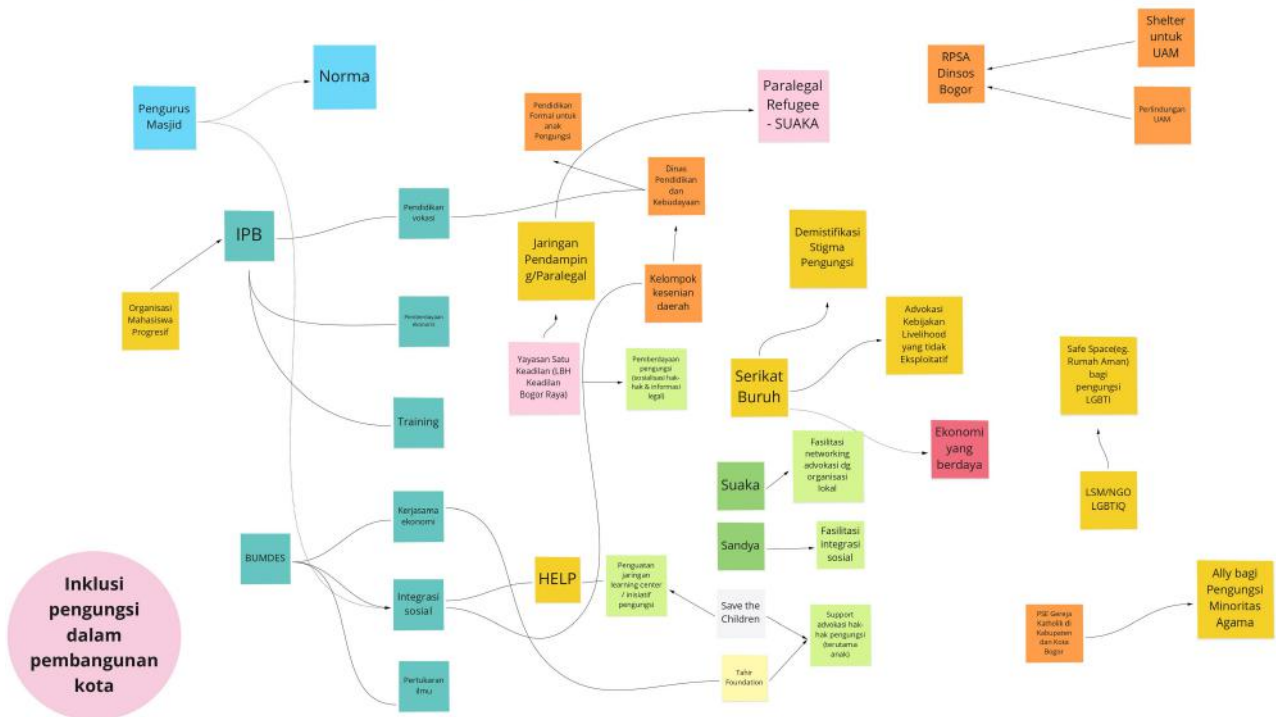 Norma
Pengurus
Masjid
IPB
Organisasi
Mahasiswa
Progresif
Pendidikan
vokasi
Pemberdayaan
ekonomi
Training
Kerjasama
ekonomi
BUMDES
Integrasi
sosial
Pertukaran
ilmu
Inklusi
pengungsi
dalam
pembangunan
kota
Pendidikan
Formal untuk
anak
Pengungsi
Dinas
Pendidikan
dan
Kebudayaan
Jaringan
Pendampin
g/Paralegal
Kelompok
kesenian
daerah
Yayasan Satu
Keadilan (LBH
Keadilan
Bogor Raya)
Pemberdayaan
pengungsi
(sosialisasi hak-
hak & informasi
legal)
HELP
Penguatan
jaringan
learning-center
/ inisiatif
pengungsi
Paralegal
Refugee
- SUAKA
Demistifikasi
Stigma
Pengungsi
Serikat
Buruh
Advokasi
Kebijakan
Livelihood
yang tidak
Eksploitatif
Ekonomi
yang
berdaya
Suaka
Fasilitasi
networking
advokasi dg
organisasi
lokal
Sandya
Fasilitasi
integrasi
sosial
Save the
Children
Support
advokasi hak-
hak pengungsi
(terutama
anak)
Tahir
Foundation
RPSA
Dinsos
Bogor
Shelter
untuk
UAM
Perlindungan
UAM
Safe Space(eg.
Rumah Aman)
bagi
pengungsi
LGBTI
LSM/NGO
LGBTIQ
PSE Gereja
Katholik di
Kabupaten
dan Kota
Bogor
Ally bagi
Pengungsi
Minoritas
Agama